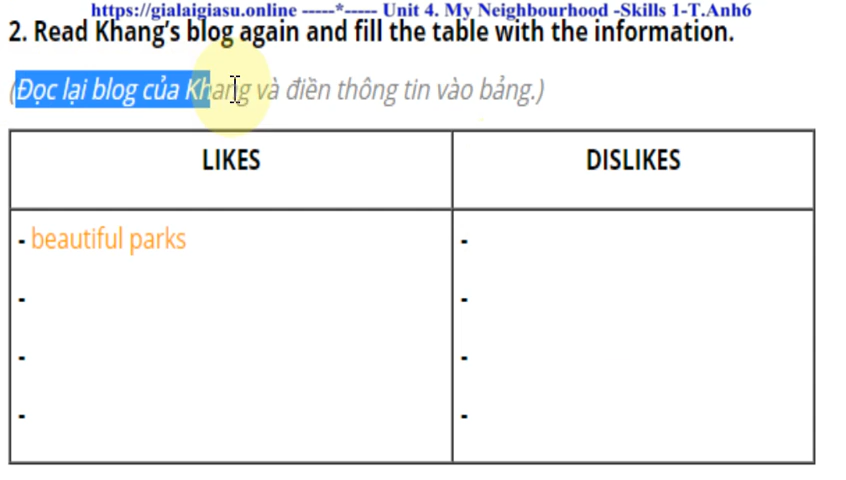 https://gialaigiasu.online -----*----- Unit 4. My Neighbourhood -Skills 1-T.Anh6
2. Read Khang's blog again and fill the table with the information.
(Đọc lại blog của Khang và điền thông tin vào bảng.)
LIKES DISLIKES
- beautiful parks -
- -
- -
- -